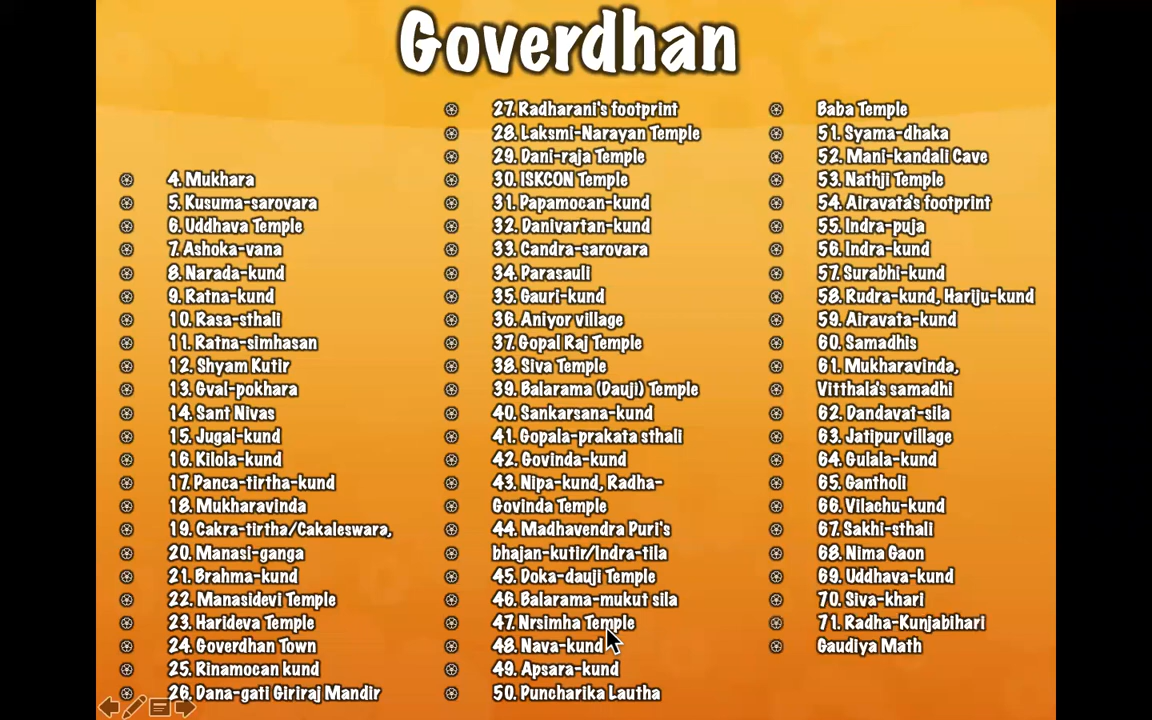 Goverdhan
4. Mukhara
5. Kusuma-sarovara
6. Uddhava Temple
7. Ashoka-vana
8. Narada-kund
9. Ratna-kund
10. Rasa-sthali
11. Ratna-simhasan
12. Shyam Kutir
13. Gval-pokhara
14. Sant Nivas
15. Jugal-kund
16. Kilola-kund
17. Panca-tirtha-kund
18. Mukharavinda
19. Cakra-tirtha/Cakaleswara,
20. Manasi-ganga
21. Brahma-kund
22. Manasidevi Temple
23. Harideva Temple
24. Goverdhan Town
25. Rinamocan kund
26. Dana-gati Giriraj Mandir
27. Radharani's footprint
28. Laksmi-Narayan Temple
29. Dani-raja Temple
30. ISKCON Temple
31. Papamocan-kund
32. Danivartan-kund
33. Candra-sarovara
34. Parasauli
35. Gauri-kund
36. Aniyor village
37. Gopal Raj Temple
38. Siva Temple
39. Balarama (Dauji) Temple
40. Sankarsana-kund
41. Gopala-prakata sthali
42. Govinda-kund
43. Nipa-kund, Radha-
Govinda Temple
44. Madhavendra Puri's
bhajan-kutir/Indra-tila
45. Doka-dauji Temple
46. Balarama-mukut sila
47. Nrsimha Temple
48. Nava-kund
49. Apsara-kund
50. Puncharika Lautha
Baba Temple
51. Syama-dhaka
52. Mani-kandali Cave
53. Nathji Temple
54. Airavata's footprint
55. Indra-puja
56. Indra-kund
57. Surabhi-kund
58. Rudra-kund, Hariju-kund
59. Airavata-kund
60. Samadhis
61. Mukharavinda,
Vitthala's samadhi
62. Dandavat-sila
63. Jatipur village
64. Gulala-kund
65. Gantholi
66. Vilachu-kund
67. Sakhi-sthali
68. Nima Gaon
69. Uddhava-kund
70. Siva-khari
71. Radha-Kunjabihari
Gaudiya Math